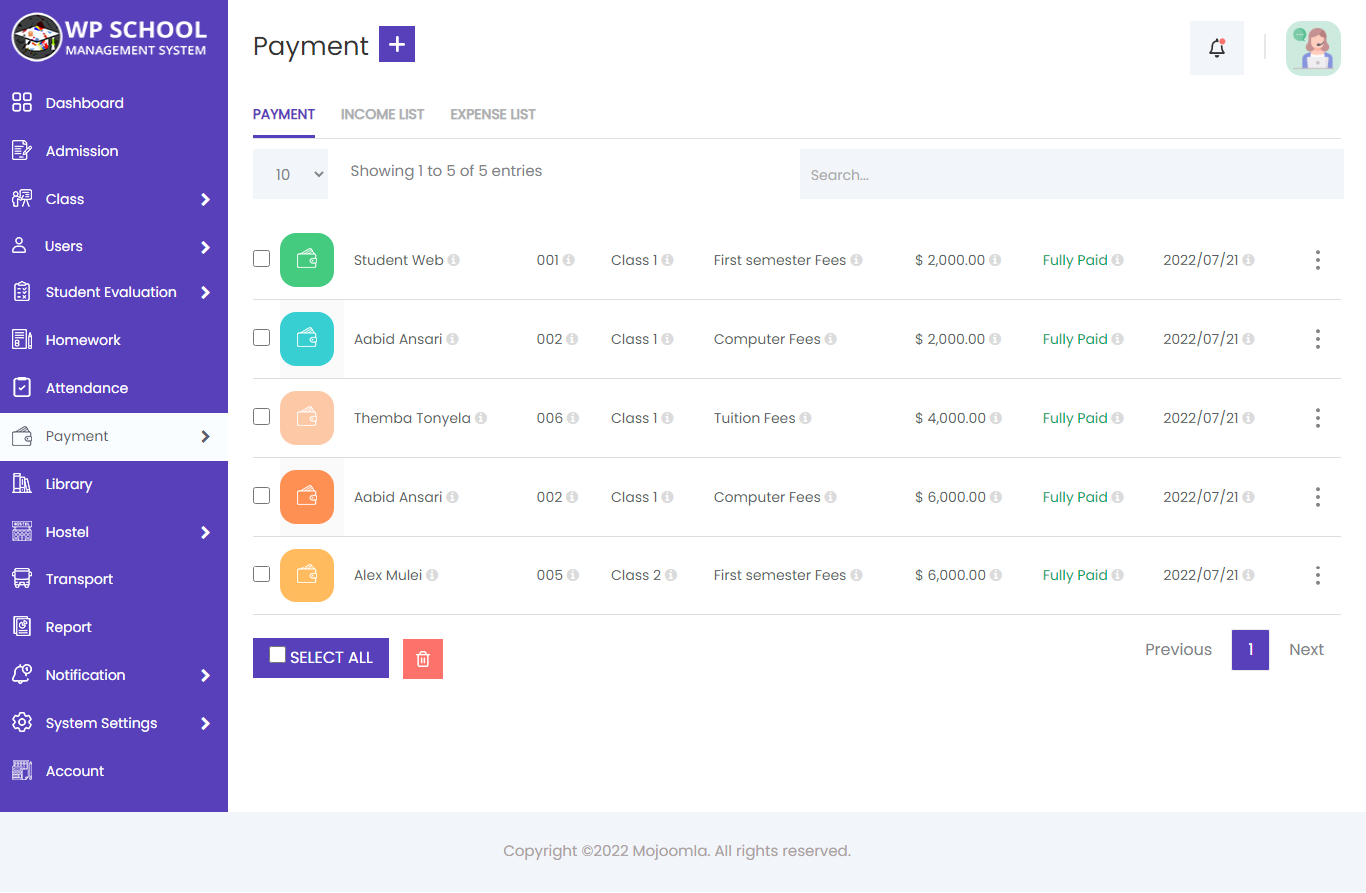 WP SCHOOL
MANAGEMENT SYSTEM
Dashboard
Admission
Class
Users
Student Evaluation
Homework
Attendance
Payment
Library
Hostel
Transport
Report
Notification
System Settings
Account
Payment +
PAYMENT INCOME LIST EXPENSE LIST
10 Showing 1 to 5 of 5 entries Search...
Student Web 001 Class 1 First semester Fees $ 2,000.00 Fully Paid 2022/07/21
Aabid Ansari 002 Class 1 Computer Fees $ 2,000.00 Fully Paid 2022/07/21
Themba Tonyela 006 Class 1 Tuition Fees $ 4,000.00 Fully Paid 2022/07/21
Aabid Ansari 002 Class 1 Computer Fees $ 6,000.00 Fully Paid 2022/07/21
Alex Mulei 005 Class 2 First semester Fees $ 6,000.00 Fully Paid 2022/07/21
SELECT ALL Previous 1 Next
Copyright ©2022 Mojoomla. All rights reserved.